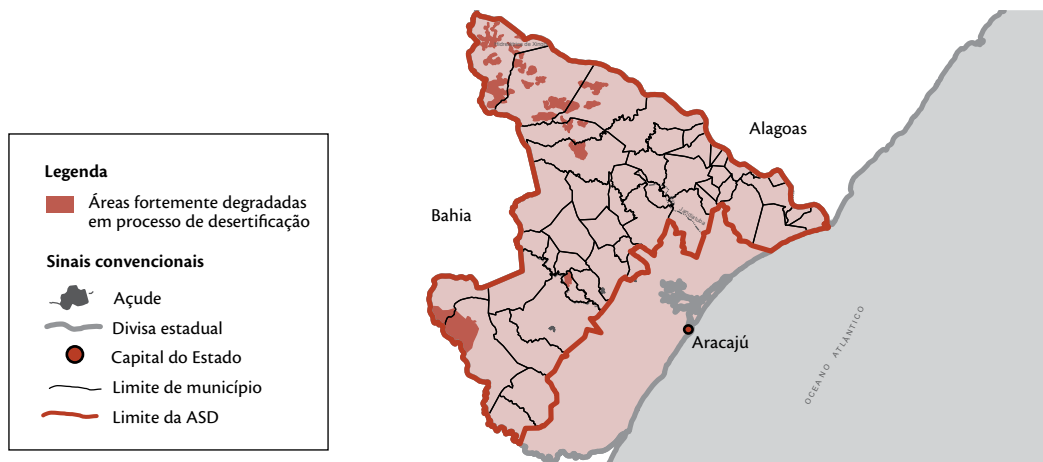 Legenda
Áreas fortemente degradadas
em processo de desertificação
Sinais convencionais
Açude
Divisa estadual
Capital do Estado
Limite de município
Limite da ASD
Alagoas
Bahia
Aracajú
OCEANO ATLÂNTICO